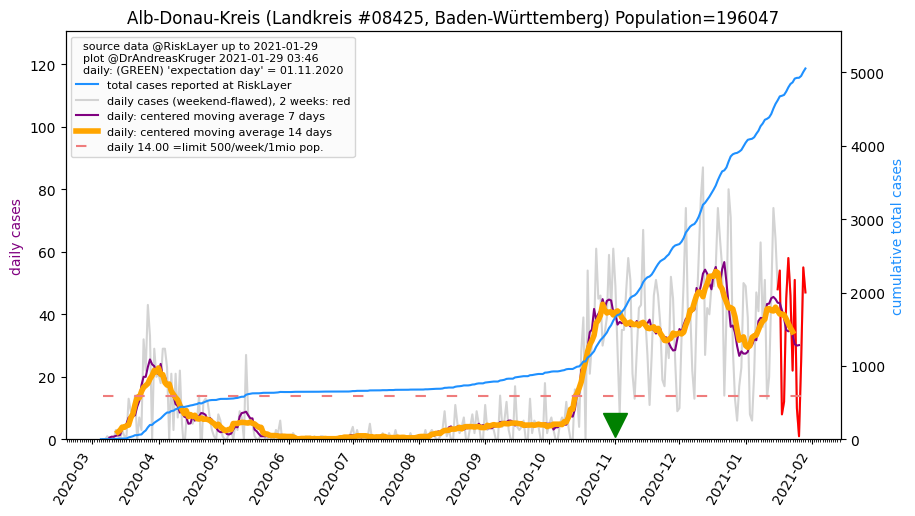 Alb-Donau-Kreis (Landkreis #08425, Baden-Württemberg) Population=196047
source data @RiskLayer up to 2021-01-29
plot @DrAndreasKruger 2021-01-29 03:46
daily: (GREEN) 'expectation day' = 01.11.2020
total cases reported at RiskLayer
daily cases (weekend-flawed), 2 weeks: red
daily: centered moving average 7 days
daily: centered moving average 14 days
daily 14.00 =limit 500/week/1mio pop.
daily cases
120
100
80
60
40
20
0
cumulative total cases
5000
4000
3000
2000
1000
0
2020-03
2020-04
2020-05
2020-06
2020-07
2020-08
2020-09
2020-10
2020-11
2020-12
2021-01
2021-02